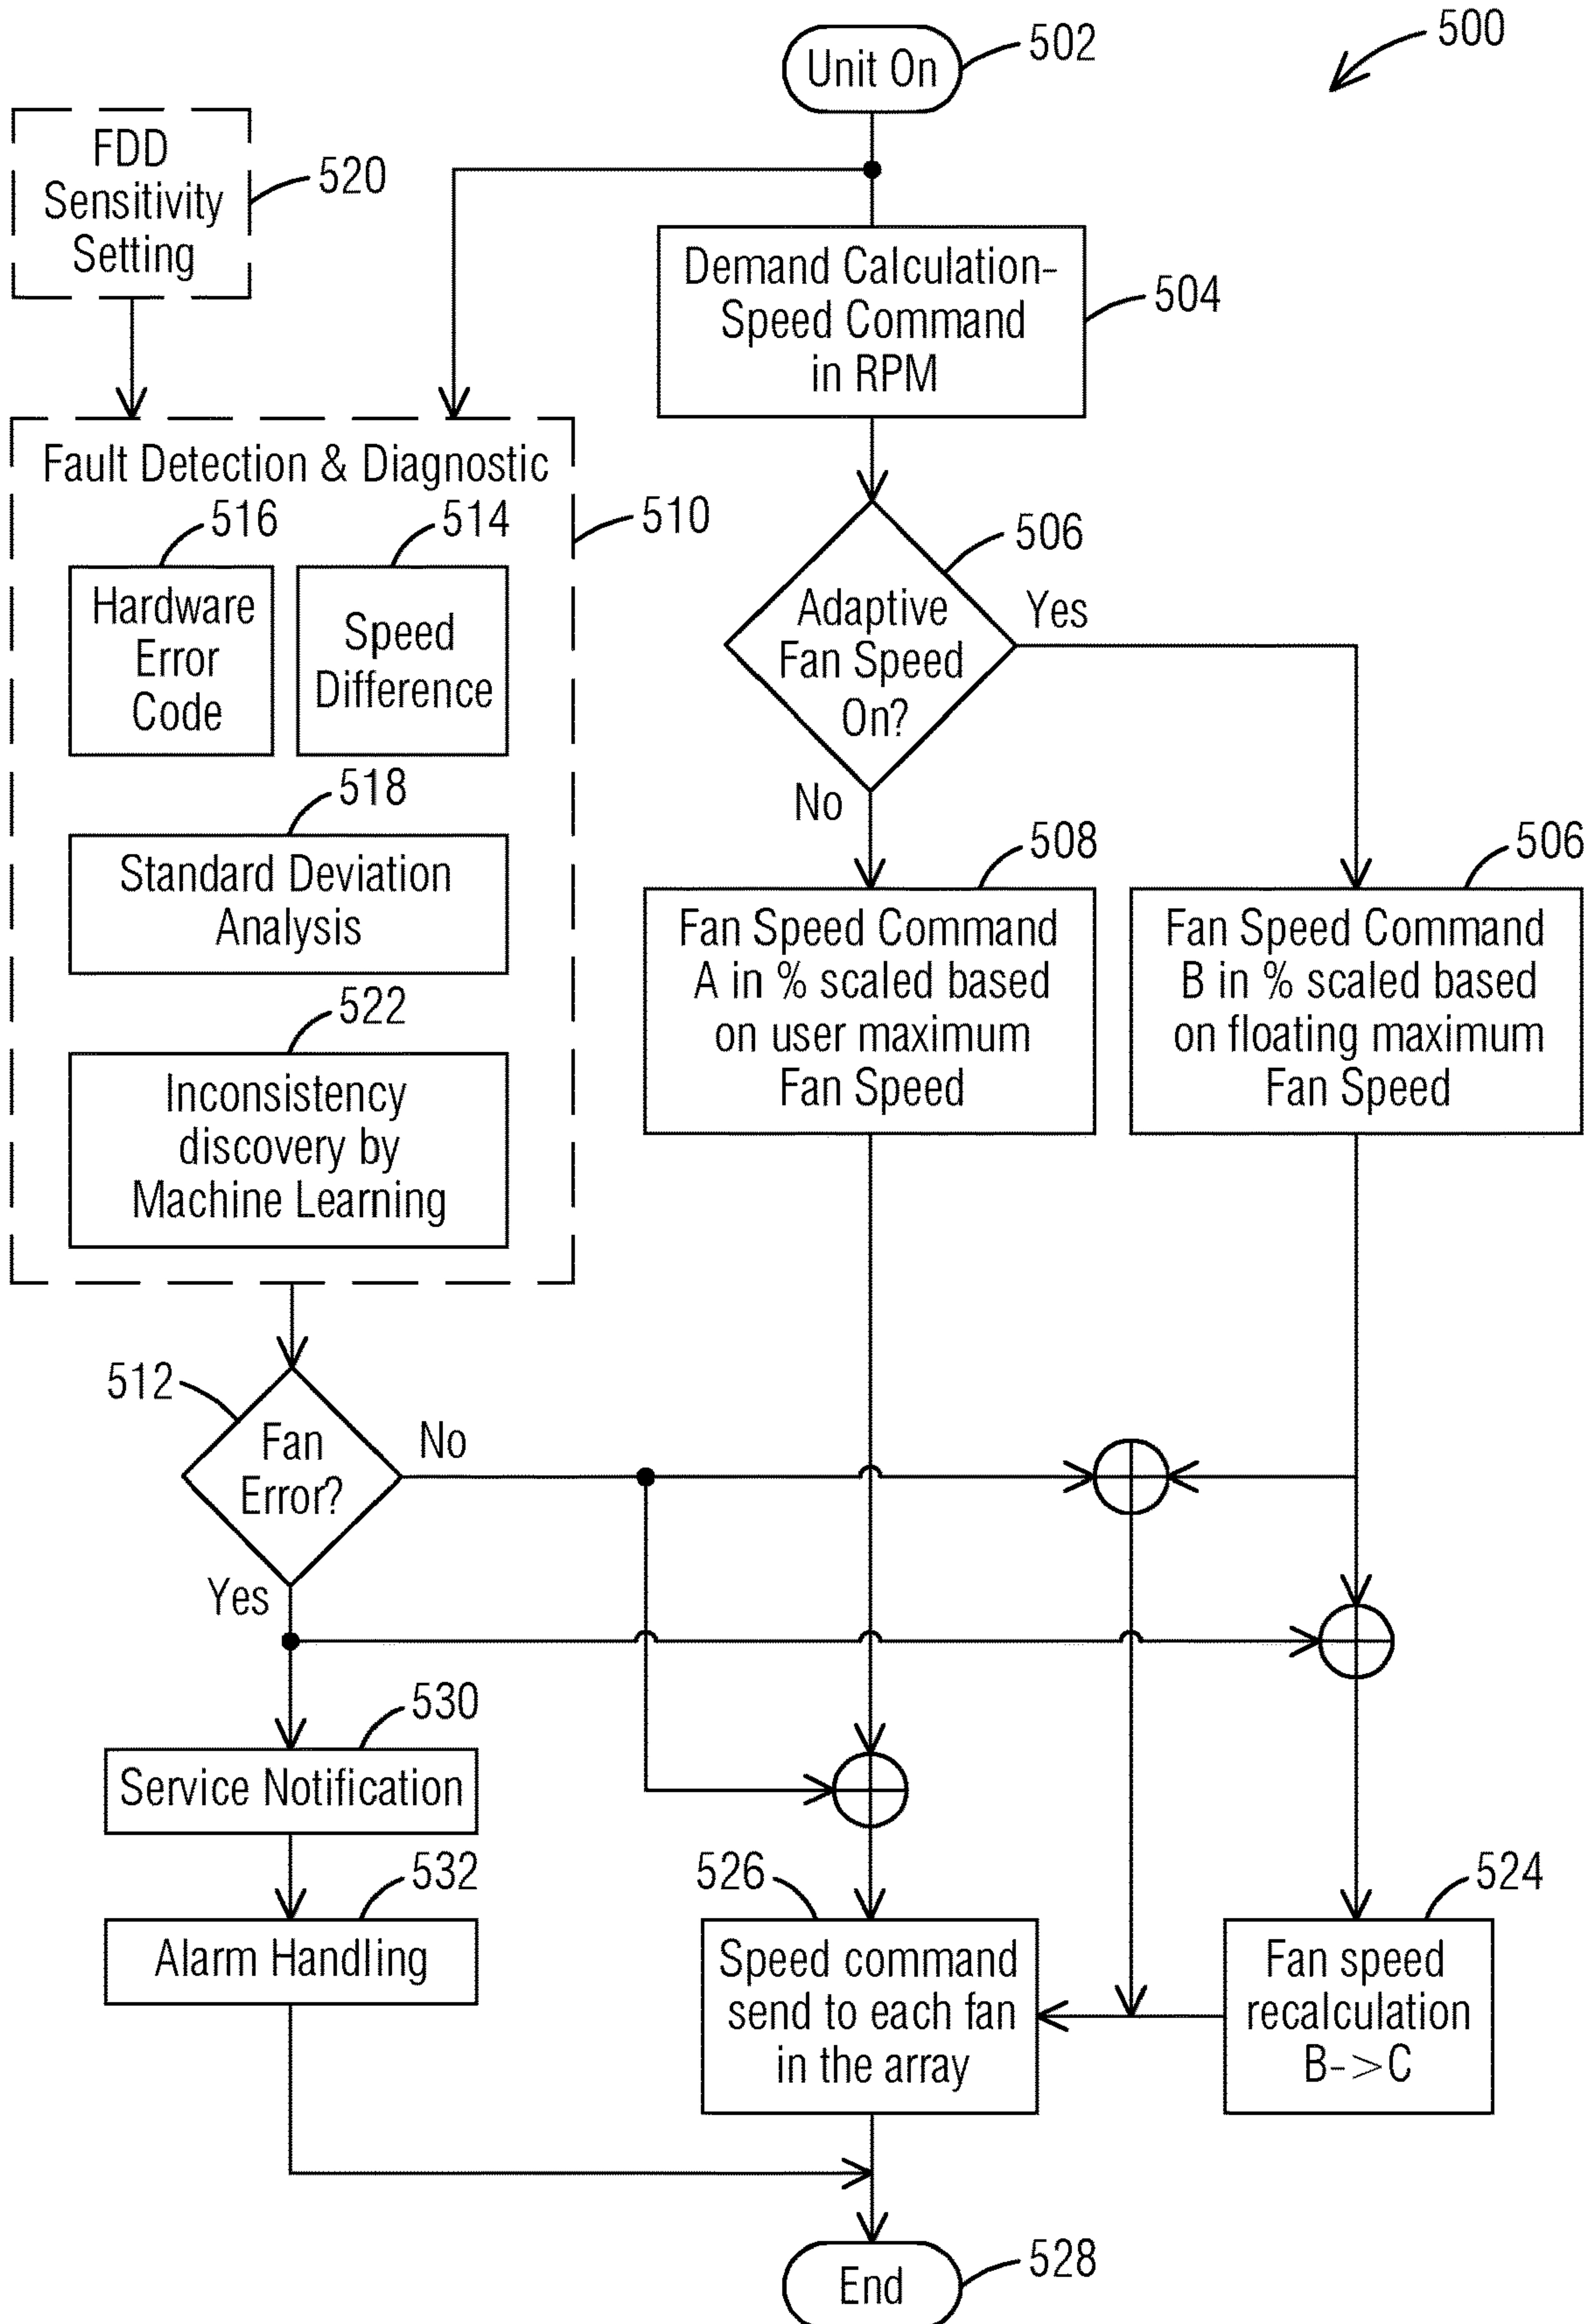 500
Unit On
502
FDD
Sensitivity
Setting
520
Demand Calculation-
Speed Command
in RPM
504
Fault Detection & Diagnostic
510
516
Hardware
Error
Code
514
Speed
Difference
518
Standard Deviation
Analysis
522
Inconsistency
discovery by
Machine Learning
506
Adaptive
Fan Speed
On?
Yes
No
508
Fan Speed Command
A in % scaled based
on user maximum
Fan Speed
506
Fan Speed Command
B in % scaled based
on floating maximum
Fan Speed
512
Fan
Error?
No
Yes
530
Service Notification
532
Alarm Handling
526
Speed command
send to each fan
in the array
524
Fan speed
recalculation
B->C
End
528